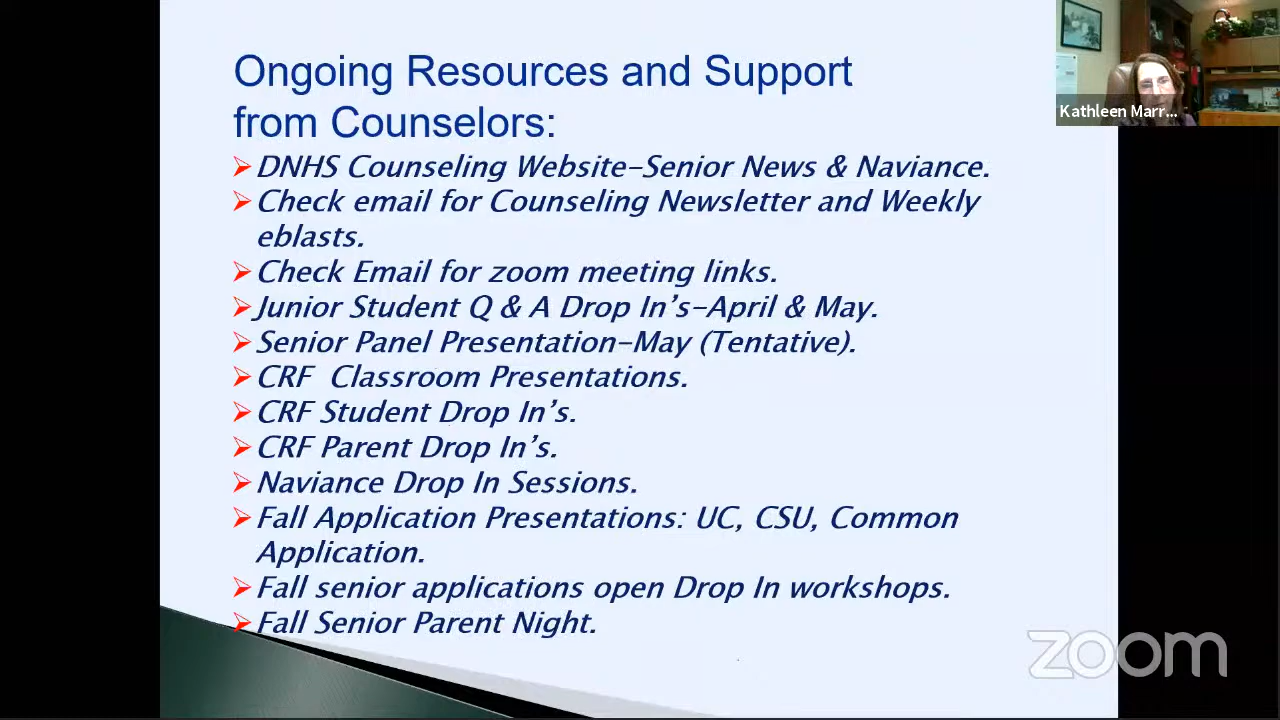 Ongoing Resources and Support
from Counselors:
DNHS Counseling Website-Senior News & Naviance.
Check email for Counseling Newsletter and Weekly
eblasts.
Check Email for zoom meeting links.
Junior Student Q & A Drop In's-April & May.
Senior Panel Presentation-May (Tentative).
CRF Classroom Presentations.
CRF Student Drop In's.
CRF Parent Drop In's.
Naviance Drop In Sessions.
Fall Application Presentations: UC, CSU, Common
Application.
Fall senior applications open Drop In workshops.
Fall Senior Parent Night.
Kathleen Marr...
zoom